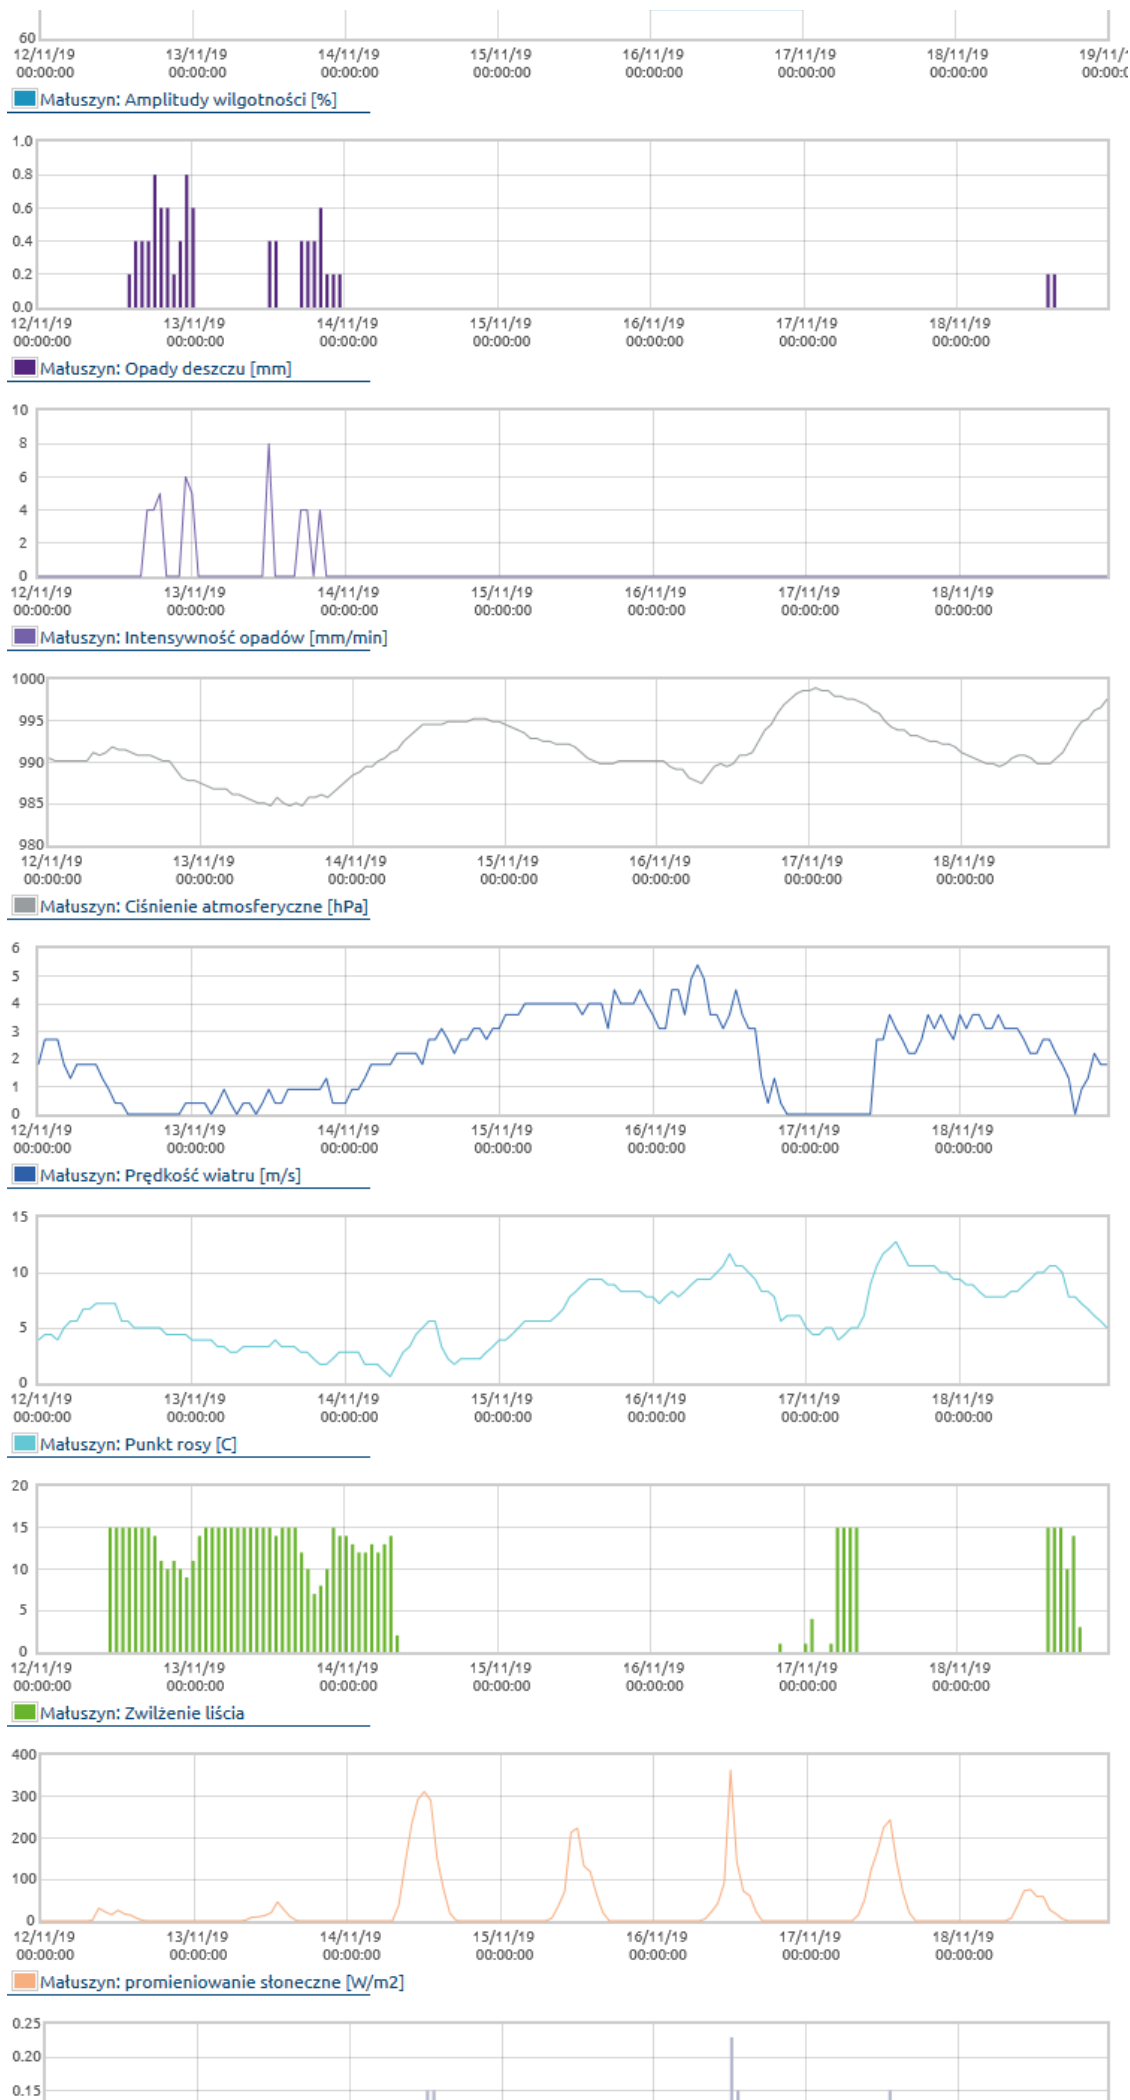 60
12/11/19 13/11/19 14/11/19 15/11/19 16/11/19 17/11/19 18/11/19 19/11/
00:00:00 00:00:00 00:00:00 00:00:00 00:00:00 00:00:00 00:00:00 00:00:
Małuszyn: Amplitudy wilgotności [%]
1.0
0.8
0.6
0.4
0.2
0.0
12/11/19 13/11/19 14/11/19 15/11/19 16/11/19 17/11/19 18/11/19
00:00:00 00:00:00 00:00:00 00:00:00 00:00:00 00:00:00 00:00:00
Małuszyn: Opady deszczu [mm]
10
8
6
4
2
0
12/11/19 13/11/19 14/11/19 15/11/19 16/11/19 17/11/19 18/11/19
00:00:00 00:00:00 00:00:00 00:00:00 00:00:00 00:00:00 00:00:00
Małuszyn: Intensywność opadów [mm/min]
1000
995
990
985
980
12/11/19 13/11/19 14/11/19 15/11/19 16/11/19 17/11/19 18/11/19
00:00:00 00:00:00 00:00:00 00:00:00 00:00:00 00:00:00 00:00:00
Małuszyn: Ciśnienie atmosferyczne [hPa]
6
5
4
3
2
1
0
12/11/19 13/11/19 14/11/19 15/11/19 16/11/19 17/11/19 18/11/19
00:00:00 00:00:00 00:00:00 00:00:00 00:00:00 00:00:00 00:00:00
Małuszyn: Prędkość wiatru [m/s]
15
10
5
0
12/11/19 13/11/19 14/11/19 15/11/19 16/11/19 17/11/19 18/11/19
00:00:00 00:00:00 00:00:00 00:00:00 00:00:00 00:00:00 00:00:00
Małuszyn: Punkt rosy [C]
20
15
10
5
0
12/11/19 13/11/19 14/11/19 15/11/19 16/11/19 17/11/19 18/11/19
00:00:00 00:00:00 00:00:00 00:00:00 00:00:00 00:00:00 00:00:00
Małuszyn: Zwilżenie liścia
400
300
200
100
0
12/11/19 13/11/19 14/11/19 15/11/19 16/11/19 17/11/19 18/11/19
00:00:00 00:00:00 00:00:00 00:00:00 00:00:00 00:00:00 00:00:00
Małuszyn: promieniowanie słoneczne [W/m2]
0.25
0.20
0.15